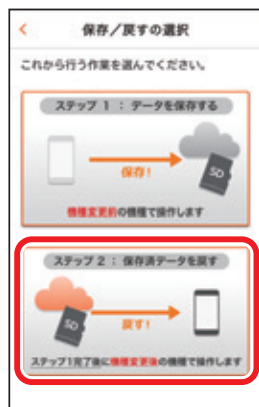 保存／戻すの選択
これから行う作業を選んでください。
ステップ 1 ： データを保存する
SD
保存!
機種変更前の機種で操作します
ステップ 2 ： 保存済データを戻す
SD
戻す!
ステップ1完了後に機種変更後の機種で操作します